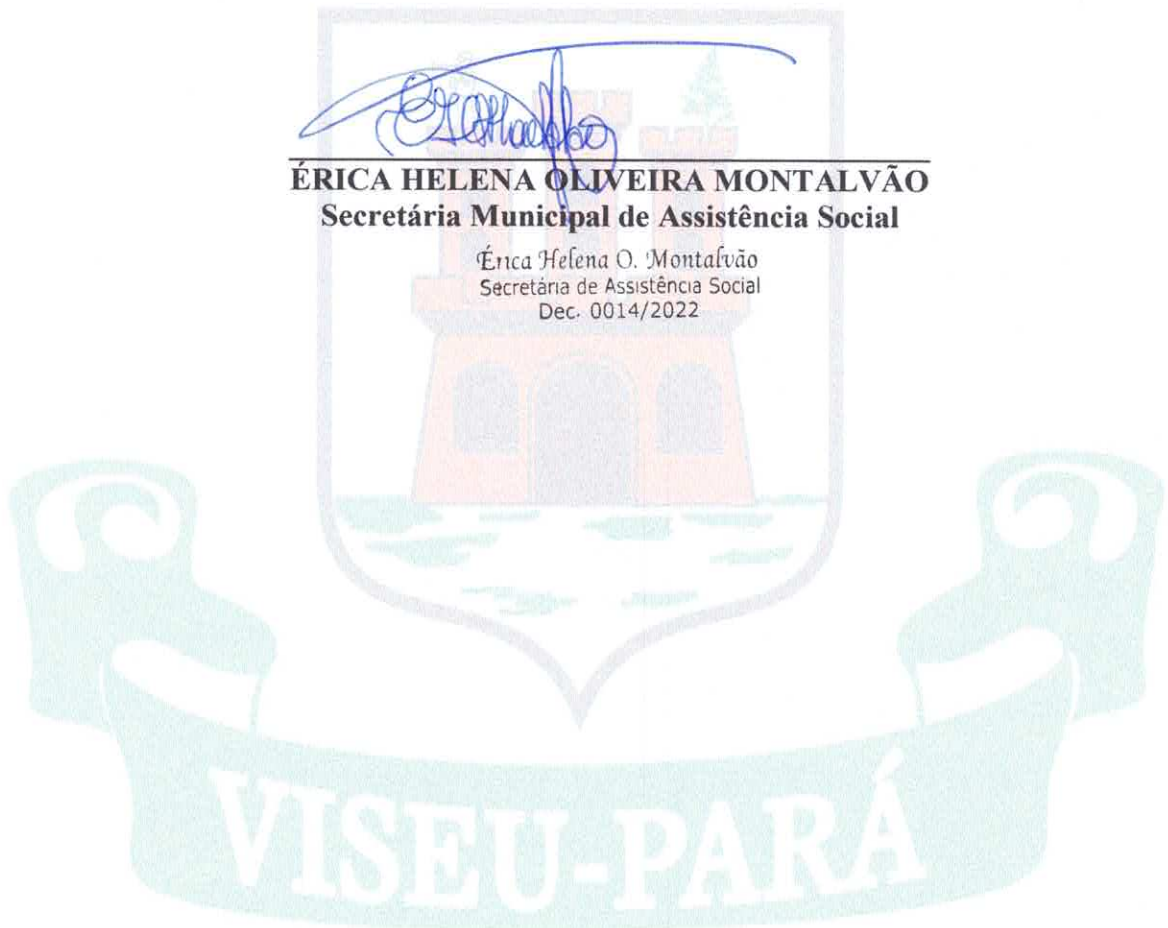 ÉRICA HELENA OLIVEIRA MONTALVÃO
Secretária Municipal de Assistência Social
Érica Helena O. Montalvão
Secretária de Assistência Social
Dec. 0014/2022
VISEU-PARÁ